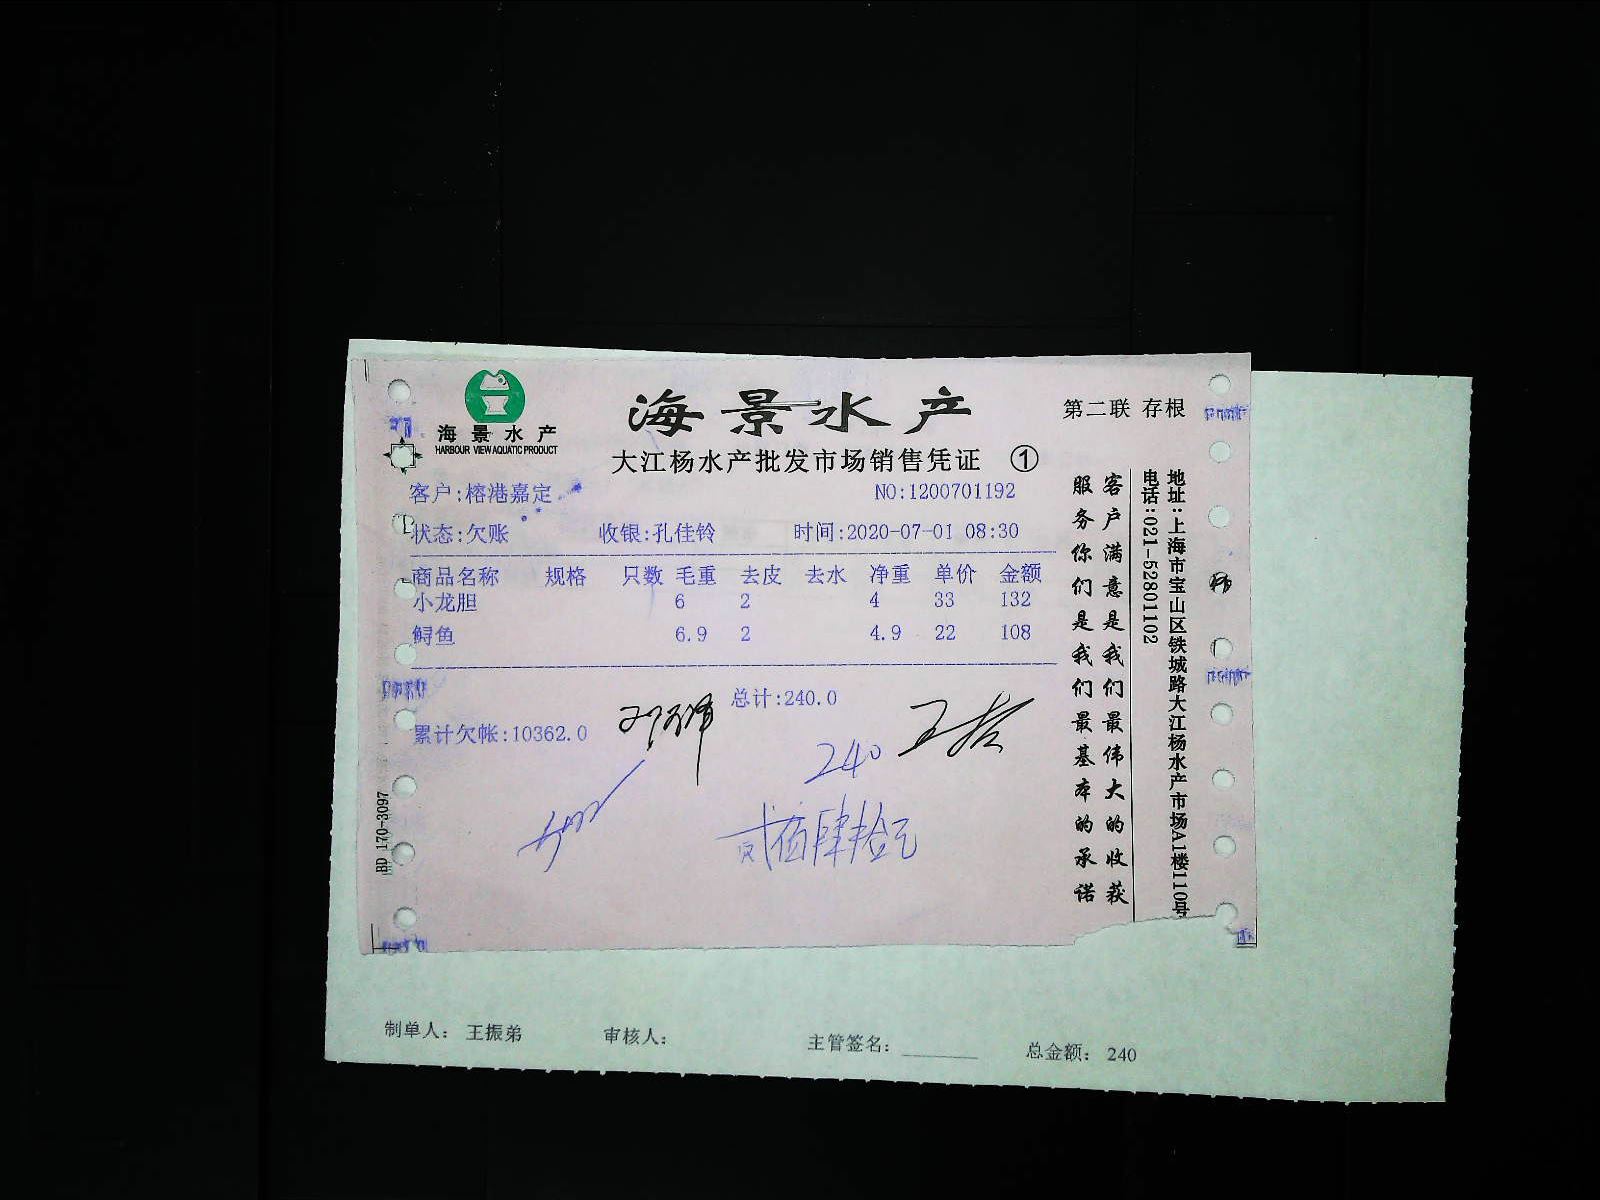 海景水产
HARBOUR VIEW AQUATIC PRODUCT
海景水产
第二联 存根
大江杨水产批发市场销售凭证 ①
客户:榕港嘉定 NO:1200701192
状态:欠账 收银:孔佳铃 时间:2020-07-01 08:30
商品名称 规格 只数 毛重 去皮 去水 净重 单价 金额
小龙胆 6 2 4 33 132
鲟鱼 6.9 2 4.9 22 108
总计:240.0
累计欠帐:10362.0
240
贰佰肆拾元
客户满意是我们最伟大的收获
服务你们是我们最基本的承诺
地址:上海市宝山区铁城路大江杨水产市场A1楼110号
电话:021-52801102
BD 170-3097
制单人: 王振弟 审核人: 主管签名: 总金额: 240